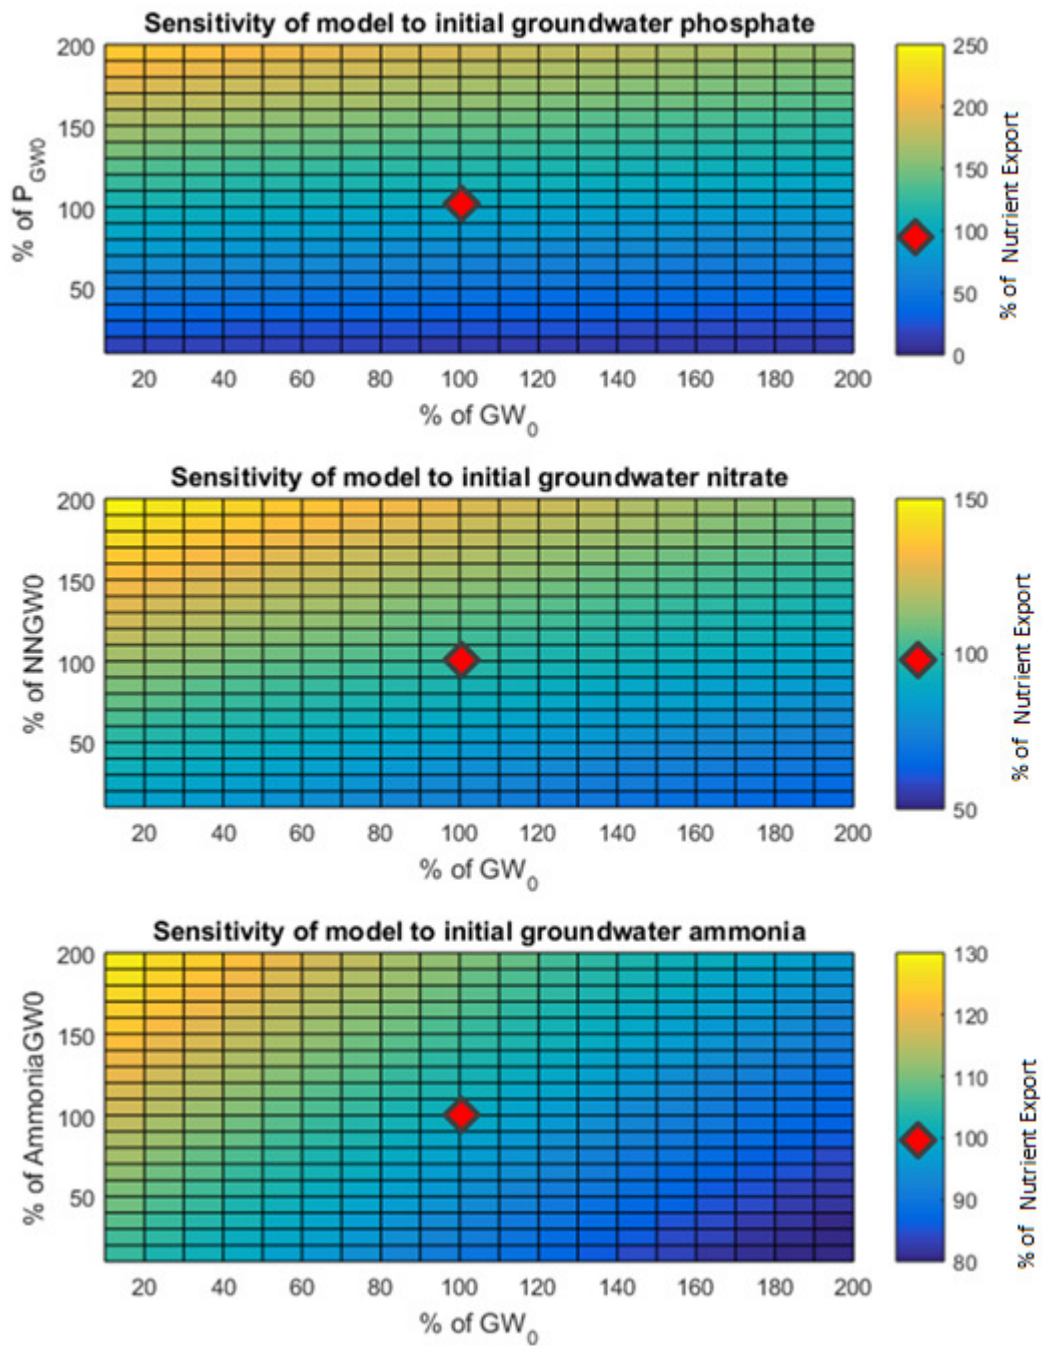 Sensitivity of model to initial groundwater phosphate
% of P_GW0
200
150
100
50
20 40 60 80 100 120 140 160 180 200
% of GW_0
250
200
150
100
50
0
% of Nutrient Export
Sensitivity of model to initial groundwater nitrate
% of NNGW0
200
150
100
50
20 40 60 80 100 120 140 160 180 200
% of GW_0
150
100
50
% of Nutrient Export
Sensitivity of model to initial groundwater ammonia
% of AmmoniaGW0
200
150
100
50
20 40 60 80 100 120 140 160 180 200
% of GW_0
130
120
110
100
90
80
% of Nutrient Export